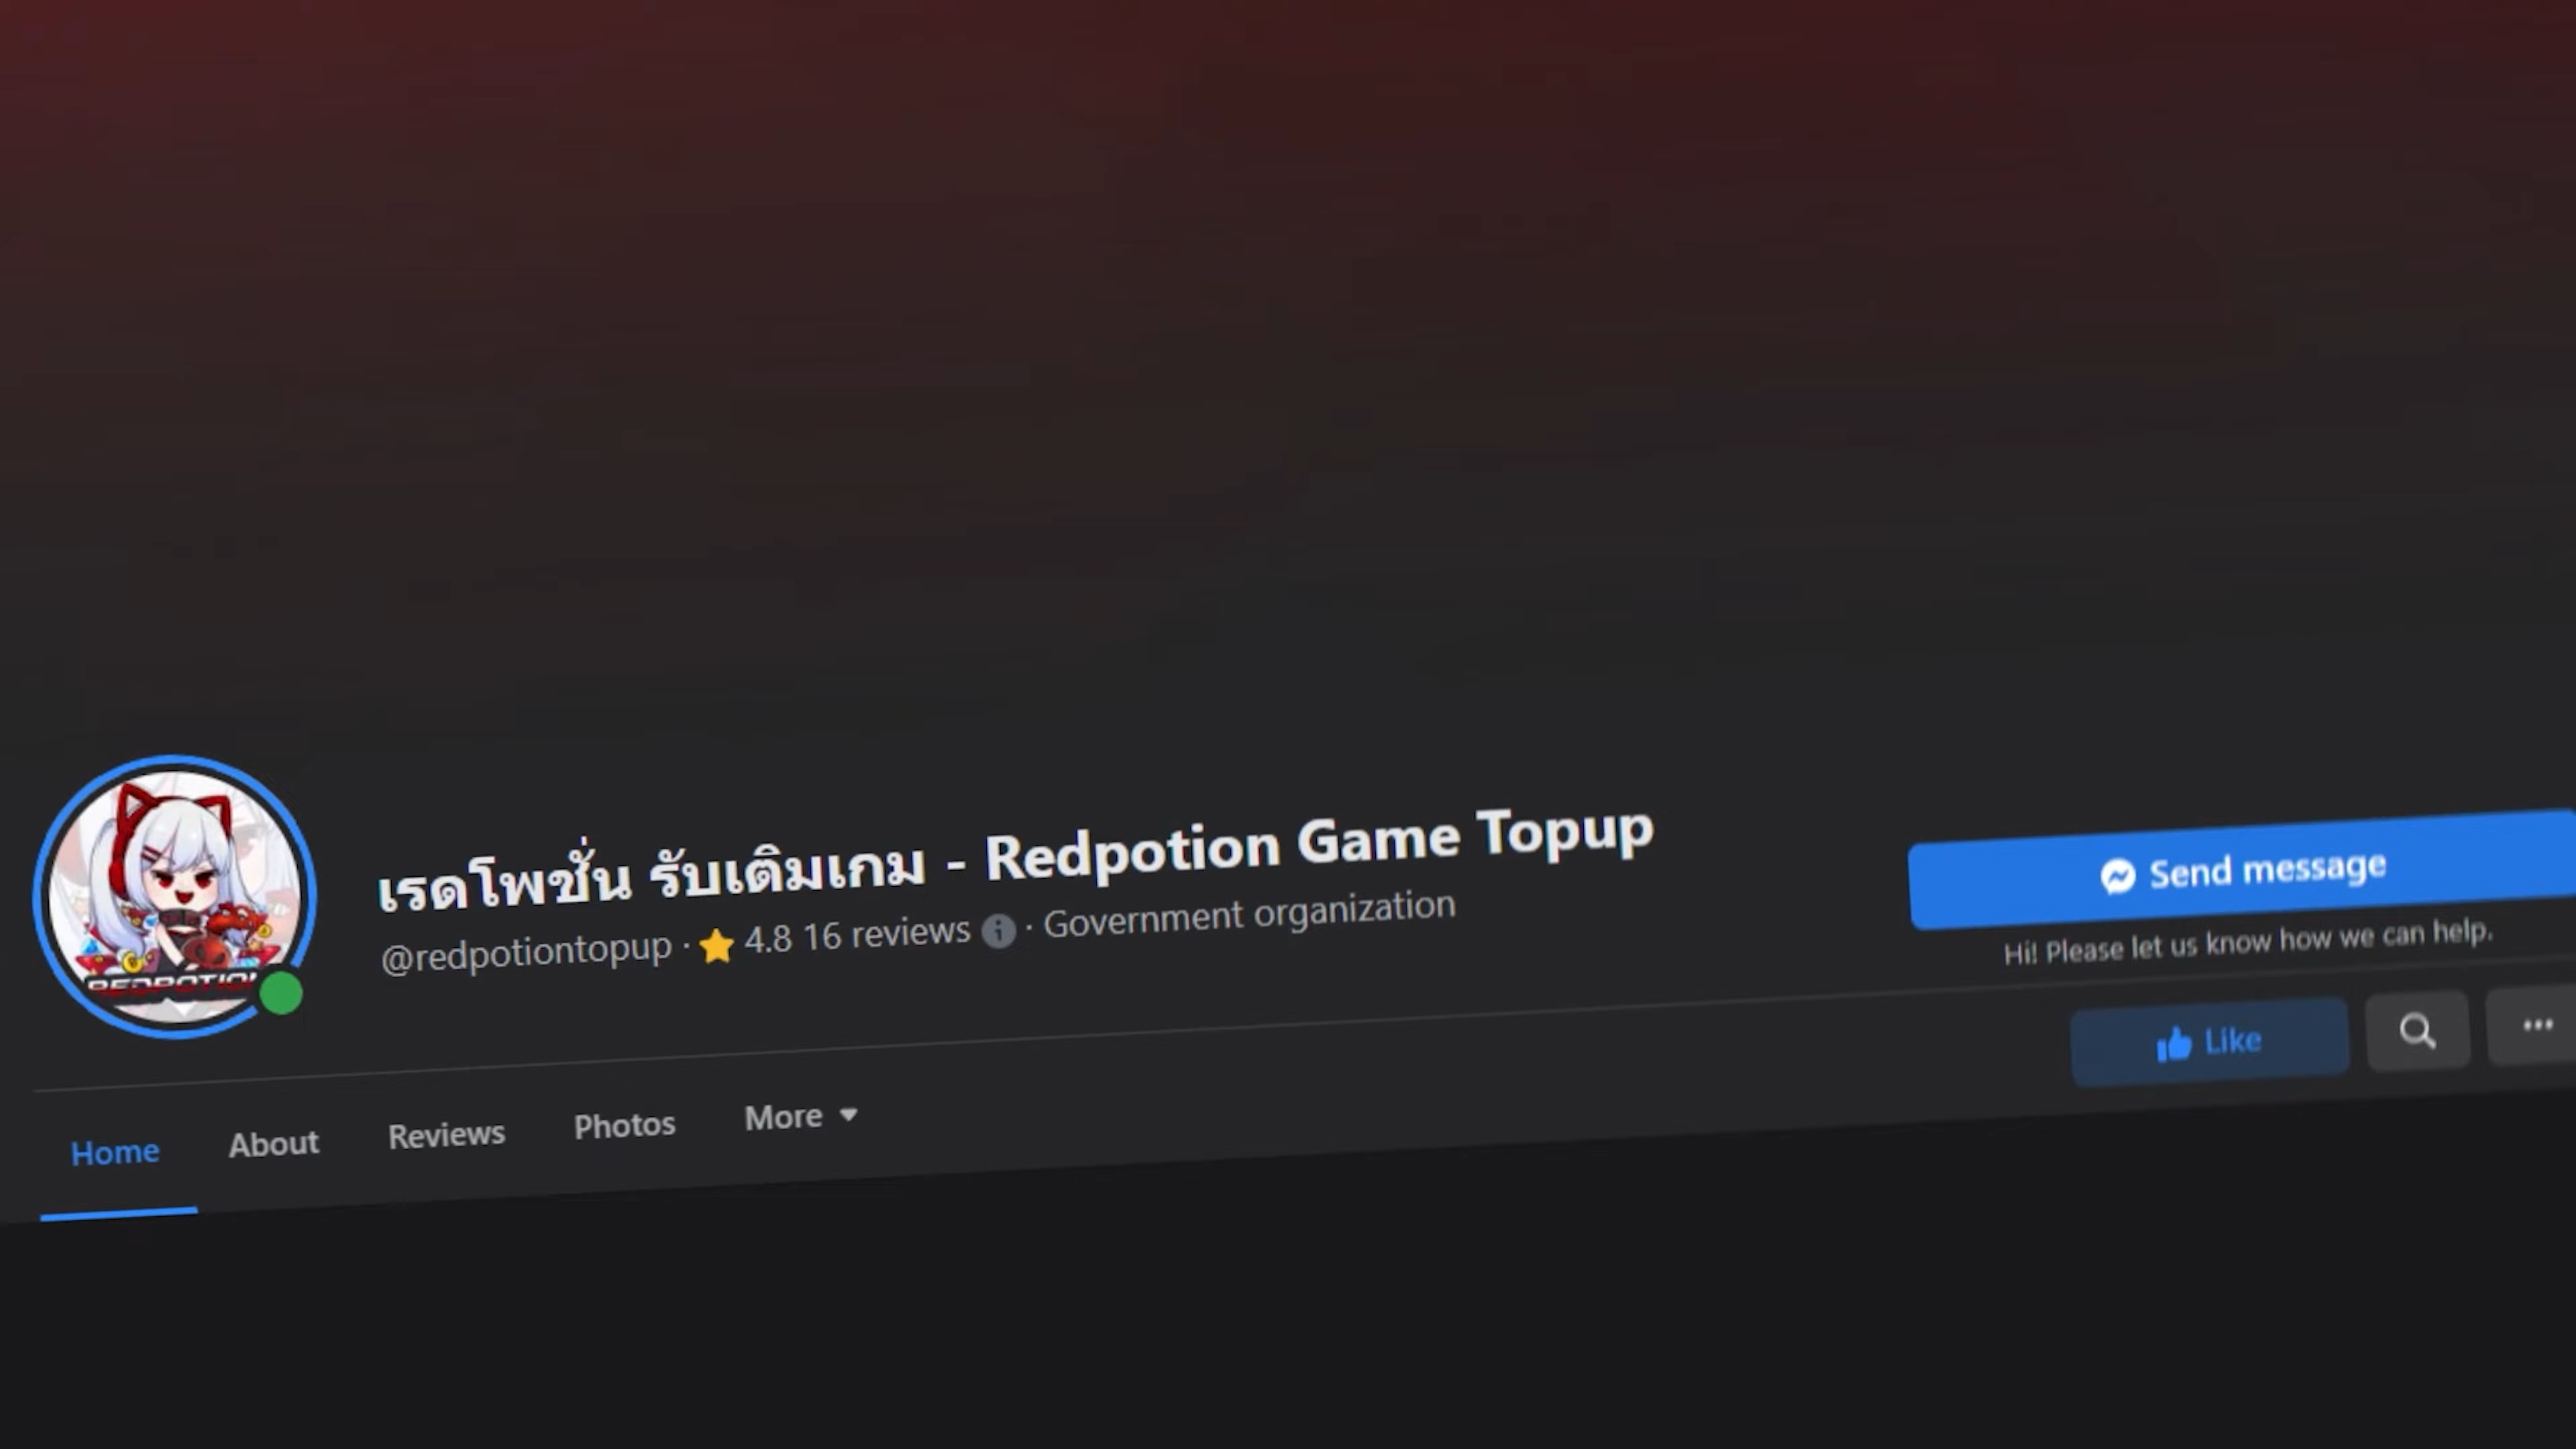 เรดโพชั่น รับเติมเกม - Redpotion Game Topup
@redpotiontopup · 4.8 16 reviews · Government organization
Send message
Hi! Please let us know how we can help.
REDPOTION
Like
Home About Reviews Photos More